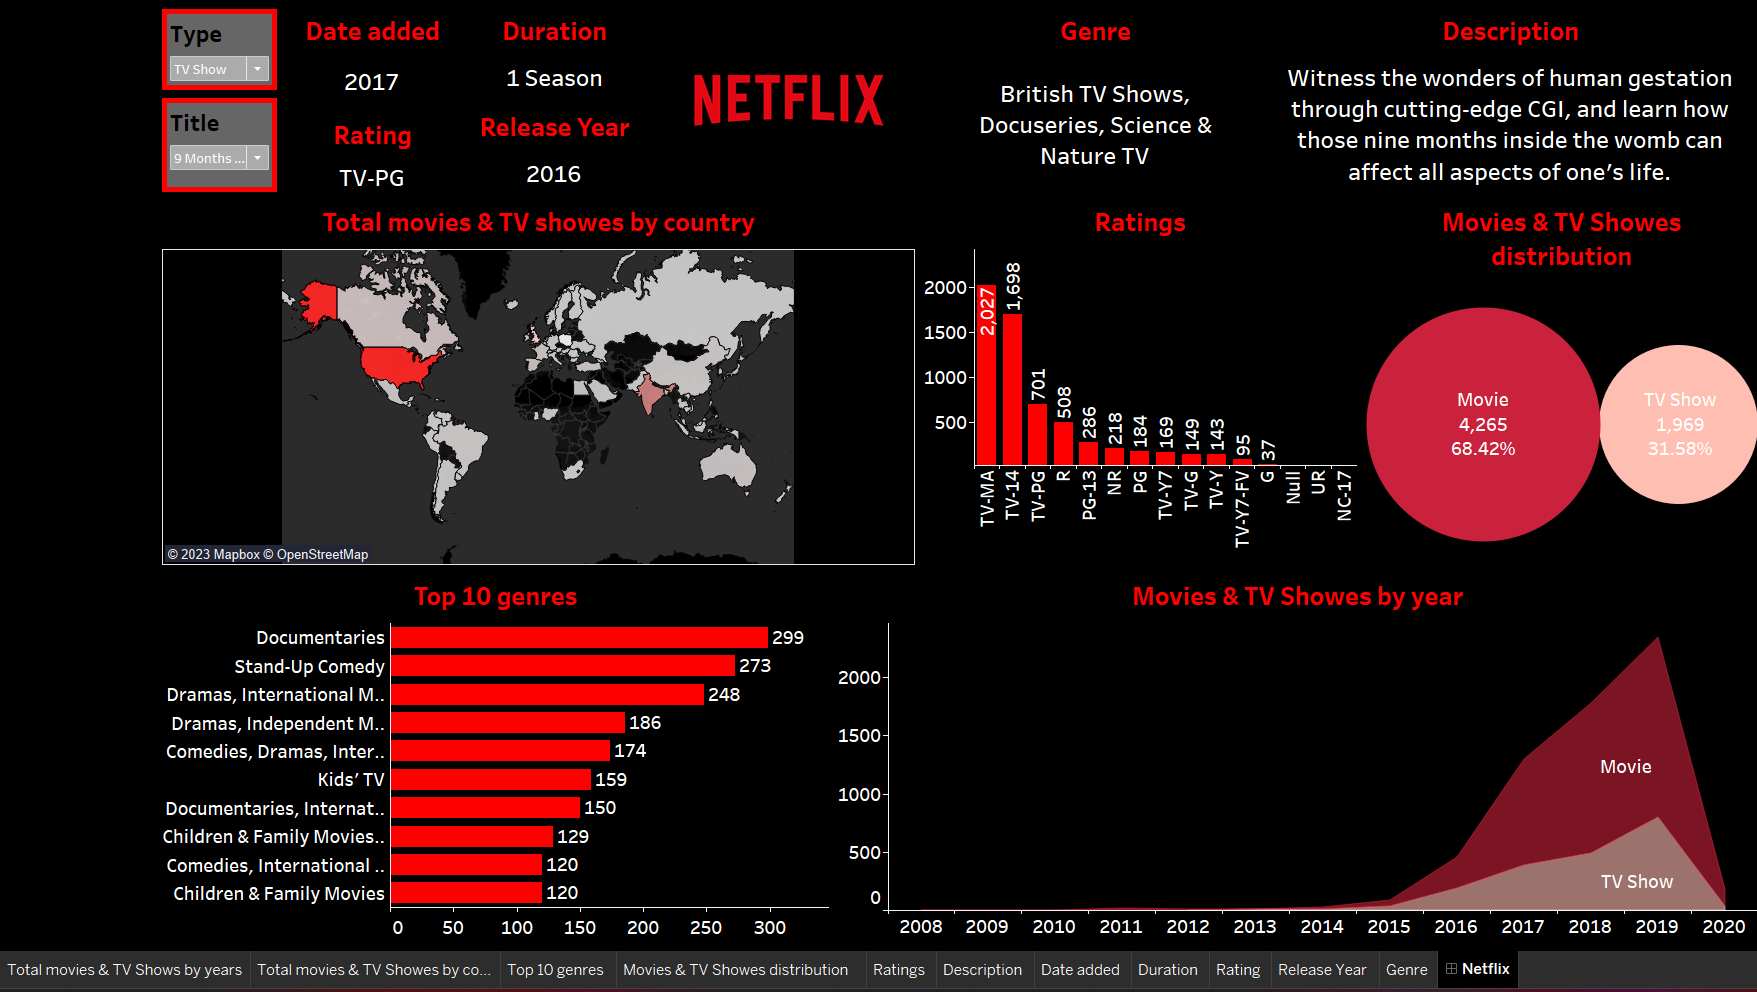 Type
TV Show
Title
9 Months ...
Date added
2017
Rating
TV-PG
Duration
1 Season
Release Year
2016
NETFLIX
Genre
British TV Shows,
Docuseries, Science &
Nature TV
Description
Witness the wonders of human gestation
through cutting-edge CGI, and learn how
those nine months inside the womb can
affect all aspects of one’s life.
Total movies & TV showes by country
© 2023 Mapbox © OpenStreetMap
Ratings
2000
1500
1000
500
2,027
1,698
701
508
286
218
184
169
149
143
95
37
TV-MA
TV-14
TV-PG
R
PG-13
NR
PG
TV-Y7
TV-G
TV-Y
TV-Y7-FV
G
Null
UR
NC-17
Movies & TV Showes
distribution
Movie
4,265
68.42%
TV Show
1,969
31.58%
Top 10 genres
Documentaries 299
Stand-Up Comedy 273
Dramas, International M.. 248
Dramas, Independent M.. 186
Comedies, Dramas, Inter.. 174
Kids’ TV 159
Documentaries, Internat.. 150
Children & Family Movies.. 129
Comedies, International .. 120
Children & Family Movies 120
0 50 100 150 200 250 300
Movies & TV Showes by year
2000
1500
1000
500
0
Movie
TV Show
2008 2009 2010 2011 2012 2013 2014 2015 2016 2017 2018 2019 2020
Total movies & TV Shows by years
Total movies & TV Showes by co...
Top 10 genres
Movies & TV Showes distribution
Ratings
Description
Date added
Duration
Rating
Release Year
Genre
Netflix